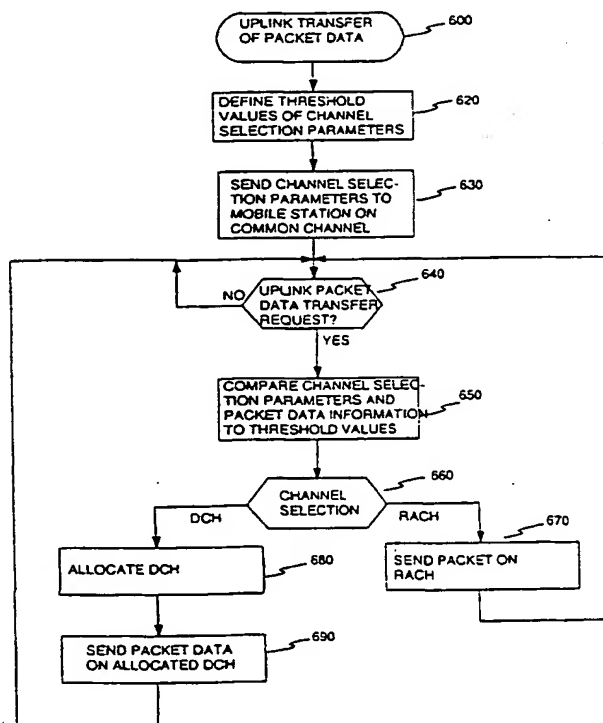 UPLINK TRANSFER
OF PACKET DATA
600
DEFINE THRESHOLD
VALUES OF CHANNEL
SELECTION PARAMETERS
620
SEND CHANNEL SELEC-
TION PARAMETERS TO
MOBILE STATION ON
COMMON CHANNEL
630
NO
UPLINK PACKET
DATA TRANSFER
REQUEST?
640
YES
COMPARE CHANNEL SELEC-
TION PARAMETERS AND
PACKET DATA INFORMATION
TO THRESHOLD VALUES
650
CHANNEL
SELECTION
660
DCH
RACH
ALLOCATE DCH
680
SEND PACKET ON
RACH
670
SEND PACKET DATA
ON ALLOCATED DCH
690